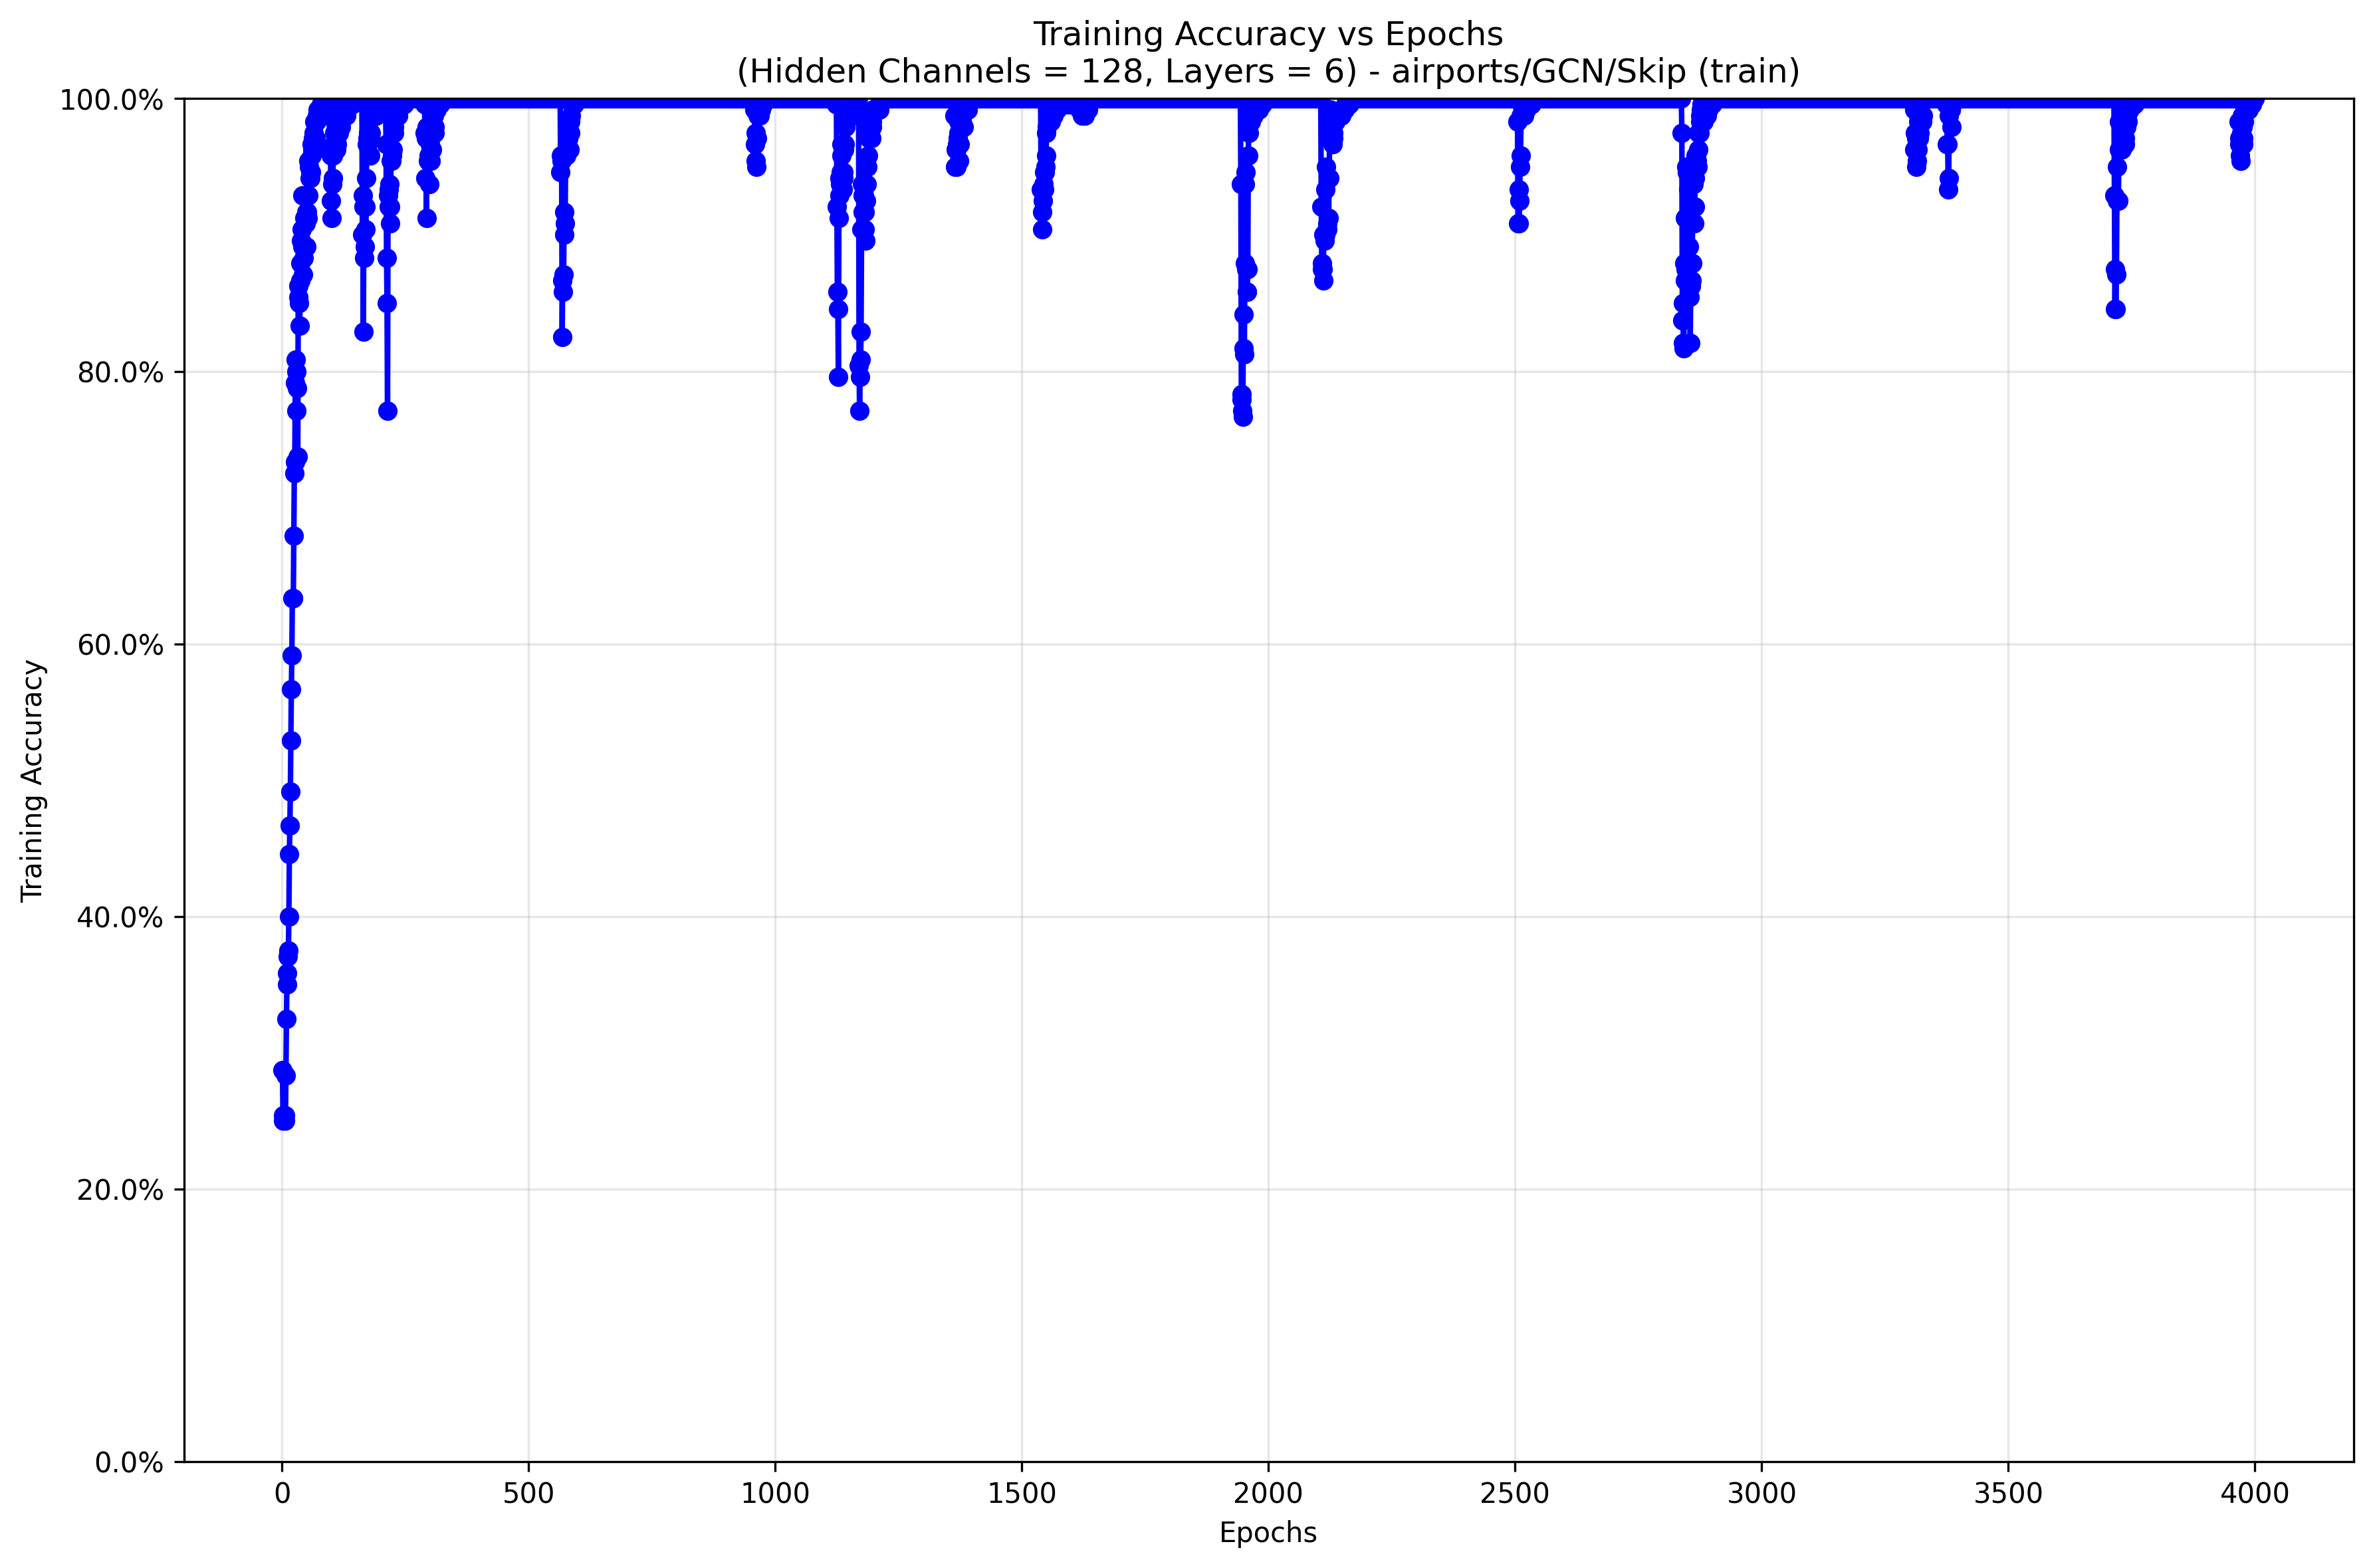 Training Accuracy vs Epochs
(Hidden Channels = 128, Layers = 6) - airports/GCN/Skip (train)
100.0%
80.0%
60.0%
40.0%
20.0%
0.0%
Training Accuracy
0 500 1000 1500 2000 2500 3000 3500 4000
Epochs